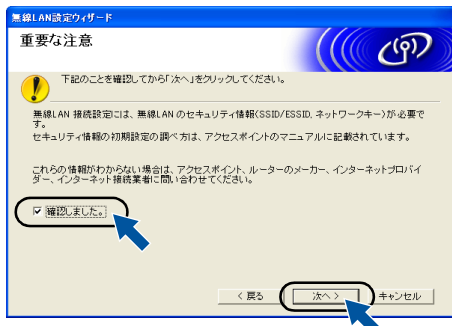 無線LAN設定ウィザード
重要な注意
下記のことを確認してから「次へ」をクリックしてください。
無線LAN 接続設定には、無線LAN のセキュリティ情報(SSID/ESSID, ネットワークキー)が必要で
す。
セキュリティ情報の初期設定の調べ方は、アクセスポイントのマニュアルに記載されています。
これらの情報がわからない場合は、アクセスポイント、ルーターのメーカー、インターネットプロバイ
ダー、インターネット接続業者に問い合わせてください。
確認しました。
< 戻る 次へ > キャンセル